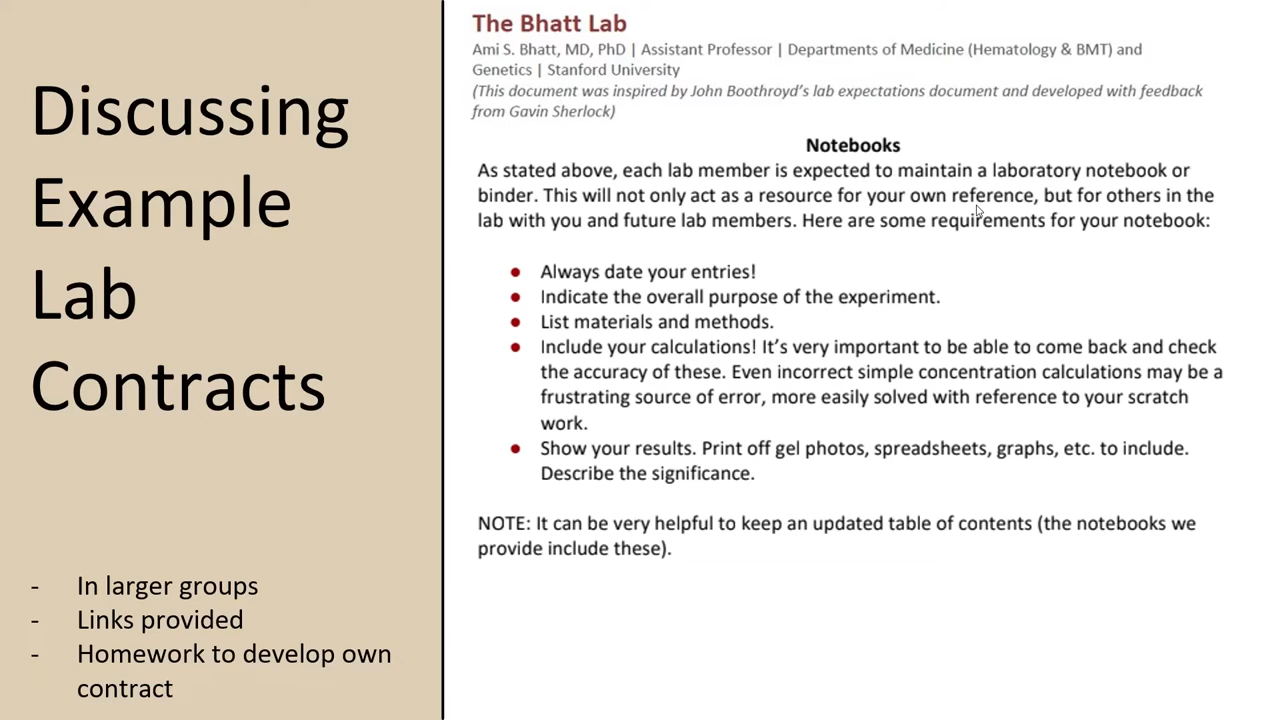 Discussing
Example
Lab
Contracts
- In larger groups
- Links provided
- Homework to develop own
contract
The Bhatt Lab
Ami S. Bhatt, MD, PhD | Assistant Professor | Departments of Medicine (Hematology & BMT) and
Genetics | Stanford University
(This document was inspired by John Boothroyd’s lab expectations document and developed with feedback
from Gavin Sherlock)
Notebooks
As stated above, each lab member is expected to maintain a laboratory notebook or
binder. This will not only act as a resource for your own reference, but for others in the
lab with you and future lab members. Here are some requirements for your notebook:
● Always date your entries!
● Indicate the overall purpose of the experiment.
● List materials and methods.
● Include your calculations! It’s very important to be able to come back and check
the accuracy of these. Even incorrect simple concentration calculations may be a
frustrating source of error, more easily solved with reference to your scratch
work.
● Show your results. Print off gel photos, spreadsheets, graphs, etc. to include.
Describe the significance.
NOTE: It can be very helpful to keep an updated table of contents (the notebooks we
provide include these).